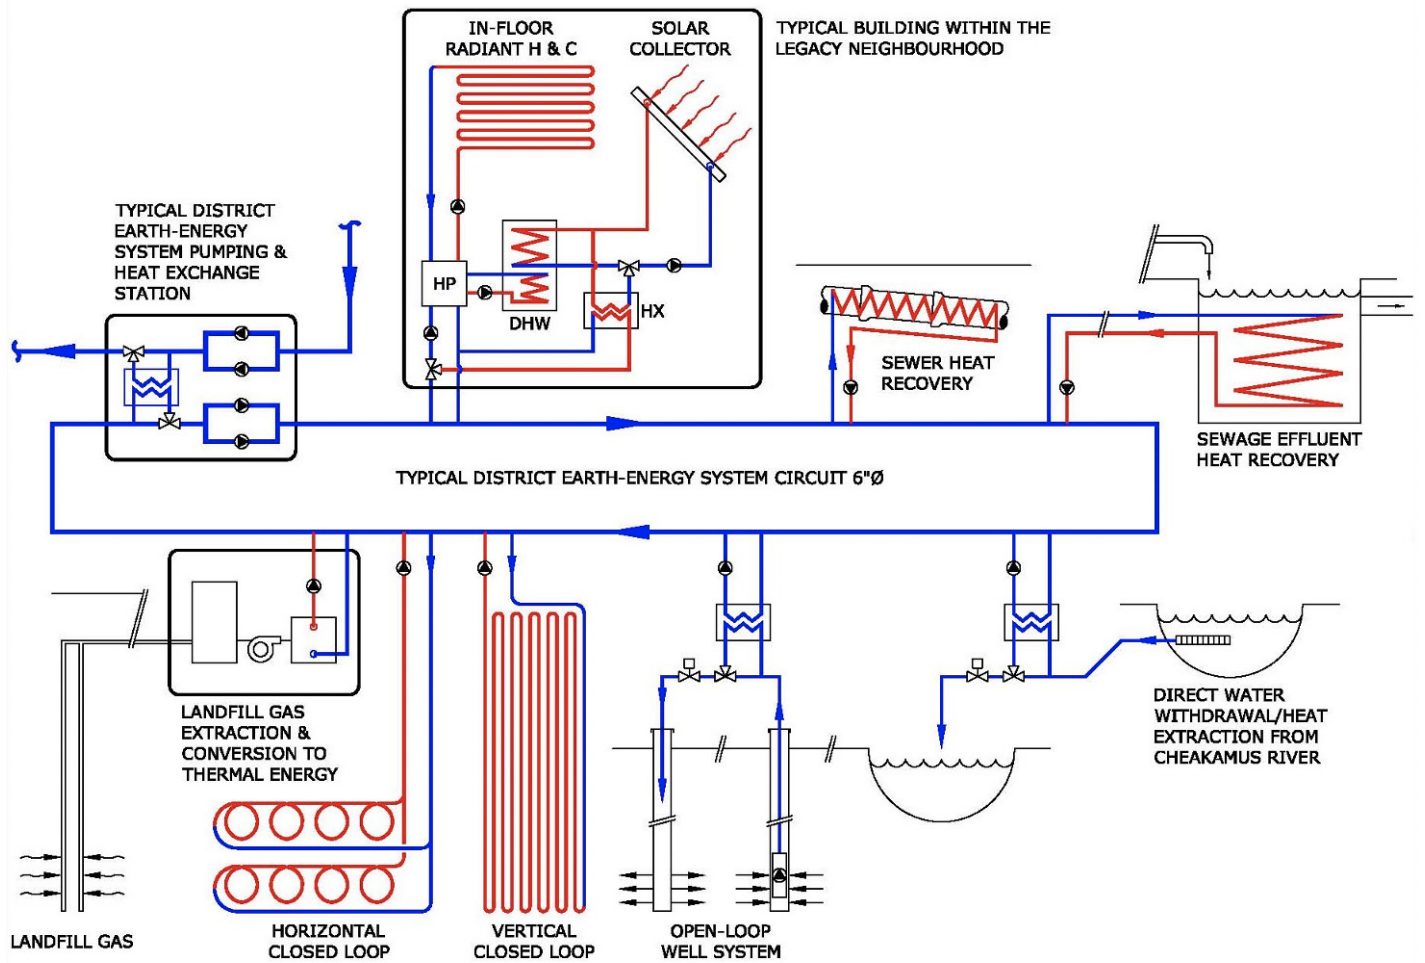 IN-FLOOR
RADIANT H & C
SOLAR
COLLECTOR
TYPICAL BUILDING WITHIN THE
LEGACY NEIGHBOURHOOD
TYPICAL DISTRICT
EARTH-ENERGY
SYSTEM PUMPING &
HEAT EXCHANGE
STATION
HP
DHW
HX
SEWER HEAT
RECOVERY
SEWAGE EFFLUENT
HEAT RECOVERY
TYPICAL DISTRICT EARTH-ENERGY SYSTEM CIRCUIT 6"Ø
LANDFILL GAS
EXTRACTION &
CONVERSION TO
THERMAL ENERGY
DIRECT WATER
WITHDRAWAL/HEAT
EXTRACTION FROM
CHEAKAMUS RIVER
LANDFILL GAS
HORIZONTAL
CLOSED LOOP
VERTICAL
CLOSED LOOP
OPEN-LOOP
WELL SYSTEM